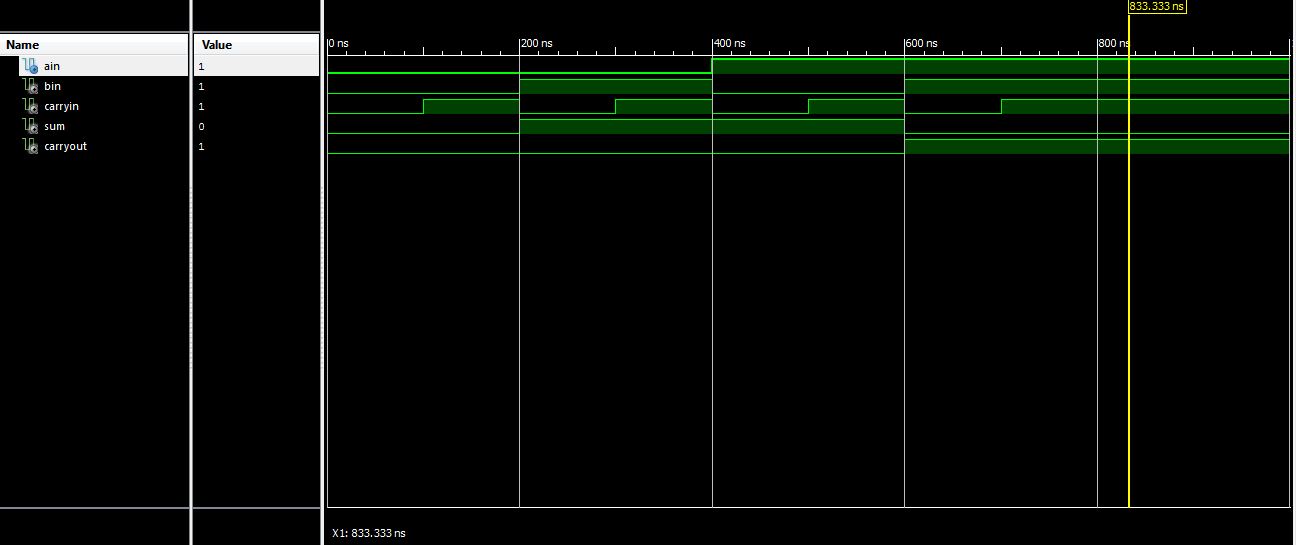 833.333 ns
Name Value
0 ns 200 ns 400 ns 600 ns 800 ns
ain 1
bin 1
carryin 1
sum 0
carryout 1
X1: 833.333 ns